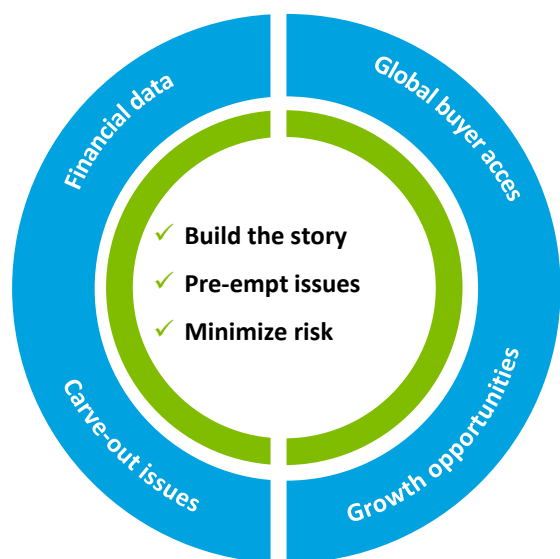 Financial data
Global buyer acces
Build the story
Pre-empt issues
Minimize risk
Carve-out issues
Growth opportunities